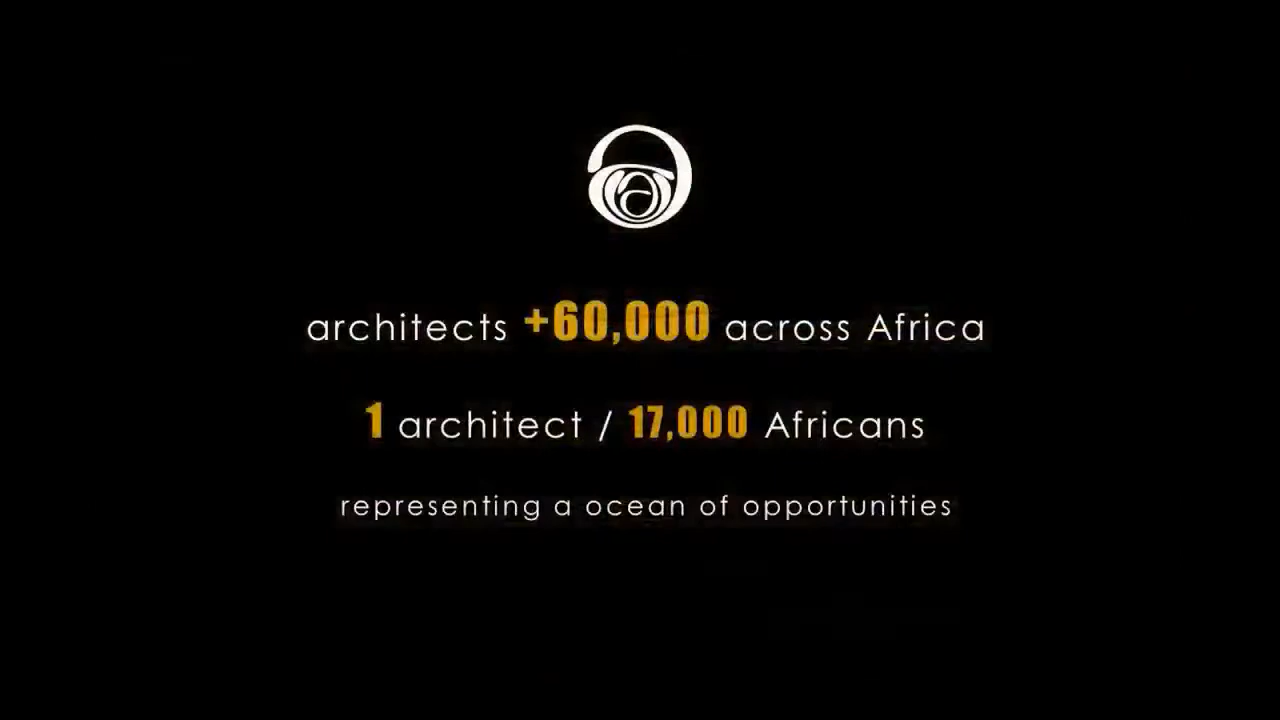 architects +60,000 across Africa
1 architect / 17,000 Africans
representing a ocean of opportunities